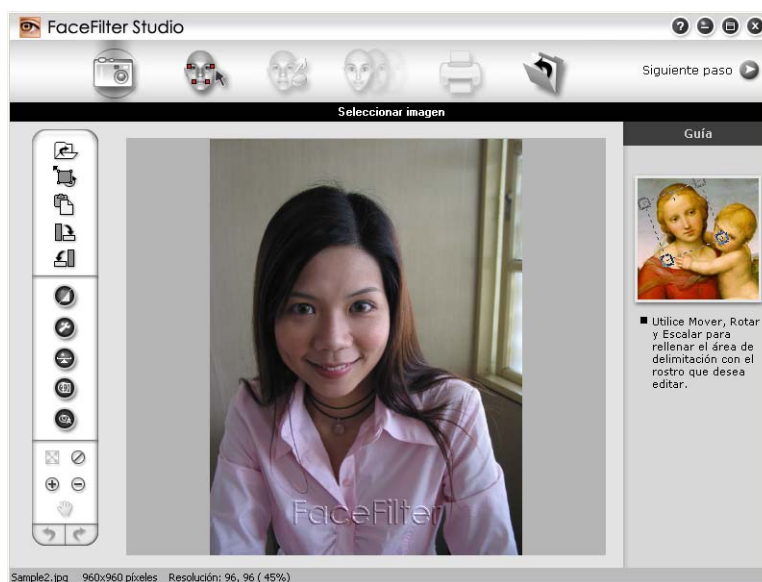 FaceFilter Studio
Siguiente paso
Seleccionar imagen
Guía
Utilice Mover, Rotar
y Escalar para
rellenar el área de
delimitación con el
rostro que desea
editar.
FaceFilter
Sample2.jpg 960x960 píxeles Resolución: 96, 96 ( 45%)